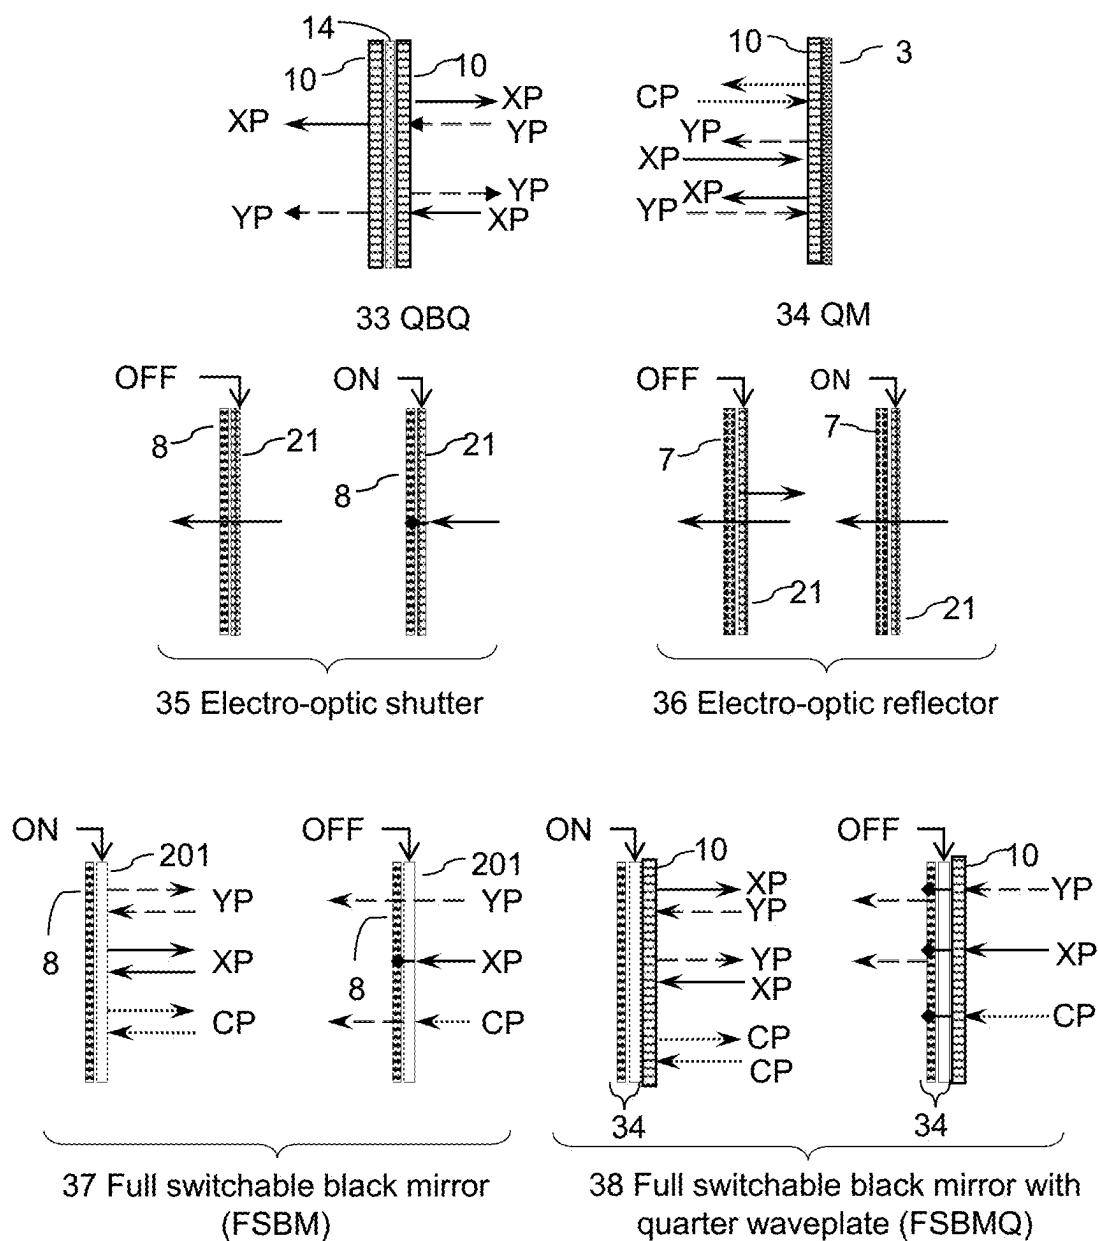 14
10
10
XP
XP
YP
YP
YP
XP
33 QBQ
10
3
CP
YP
XP
XP
YP
34 QM
OFF
ON
8
21
21
8
35 Electro-optic shutter
OFF
ON
7
7
21
21
36 Electro-optic reflector
ON
OFF
201
201
8
8
YP
YP
XP
XP
CP
CP
37 Full switchable black mirror
(FSBM)
ON
OFF
10
10
XP
YP
YP
YP
XP
XP
CP
CP
CP
34
34
38 Full switchable black mirror with
quarter waveplate (FSBMQ)